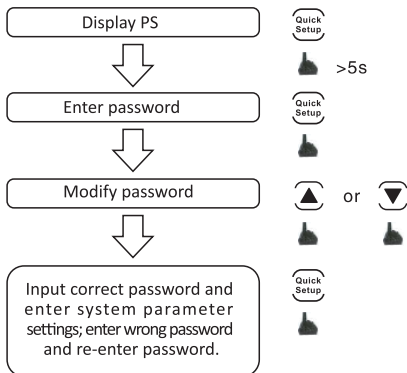 Display PS
Quick
Setup
>5s
Enter password
Quick
Setup
Modify password
or
Input correct password and
enter system parameter
settings; enter wrong password
and re-enter password.
Quick
Setup